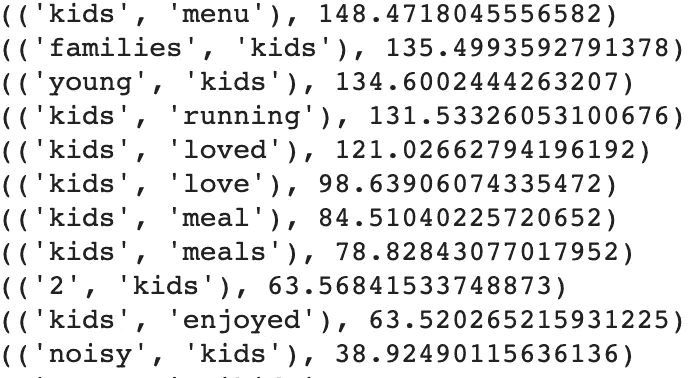 (('kids', 'menu'), 148.4718045556582)
(('families', 'kids'), 135.4993592791378)
(('young', 'kids'), 134.6002444263207)
(('kids', 'running'), 131.53326053100676)
(('kids', 'loved'), 121.02662794196192)
(('kids', 'love'), 98.63906074335472)
(('kids', 'meal'), 84.51040225720652)
(('kids', 'meals'), 78.82843077017952)
(('2', 'kids'), 63.56841533748873)
(('kids', 'enjoyed'), 63.520265215931225)
(('noisy', 'kids'), 38.92490115636136)